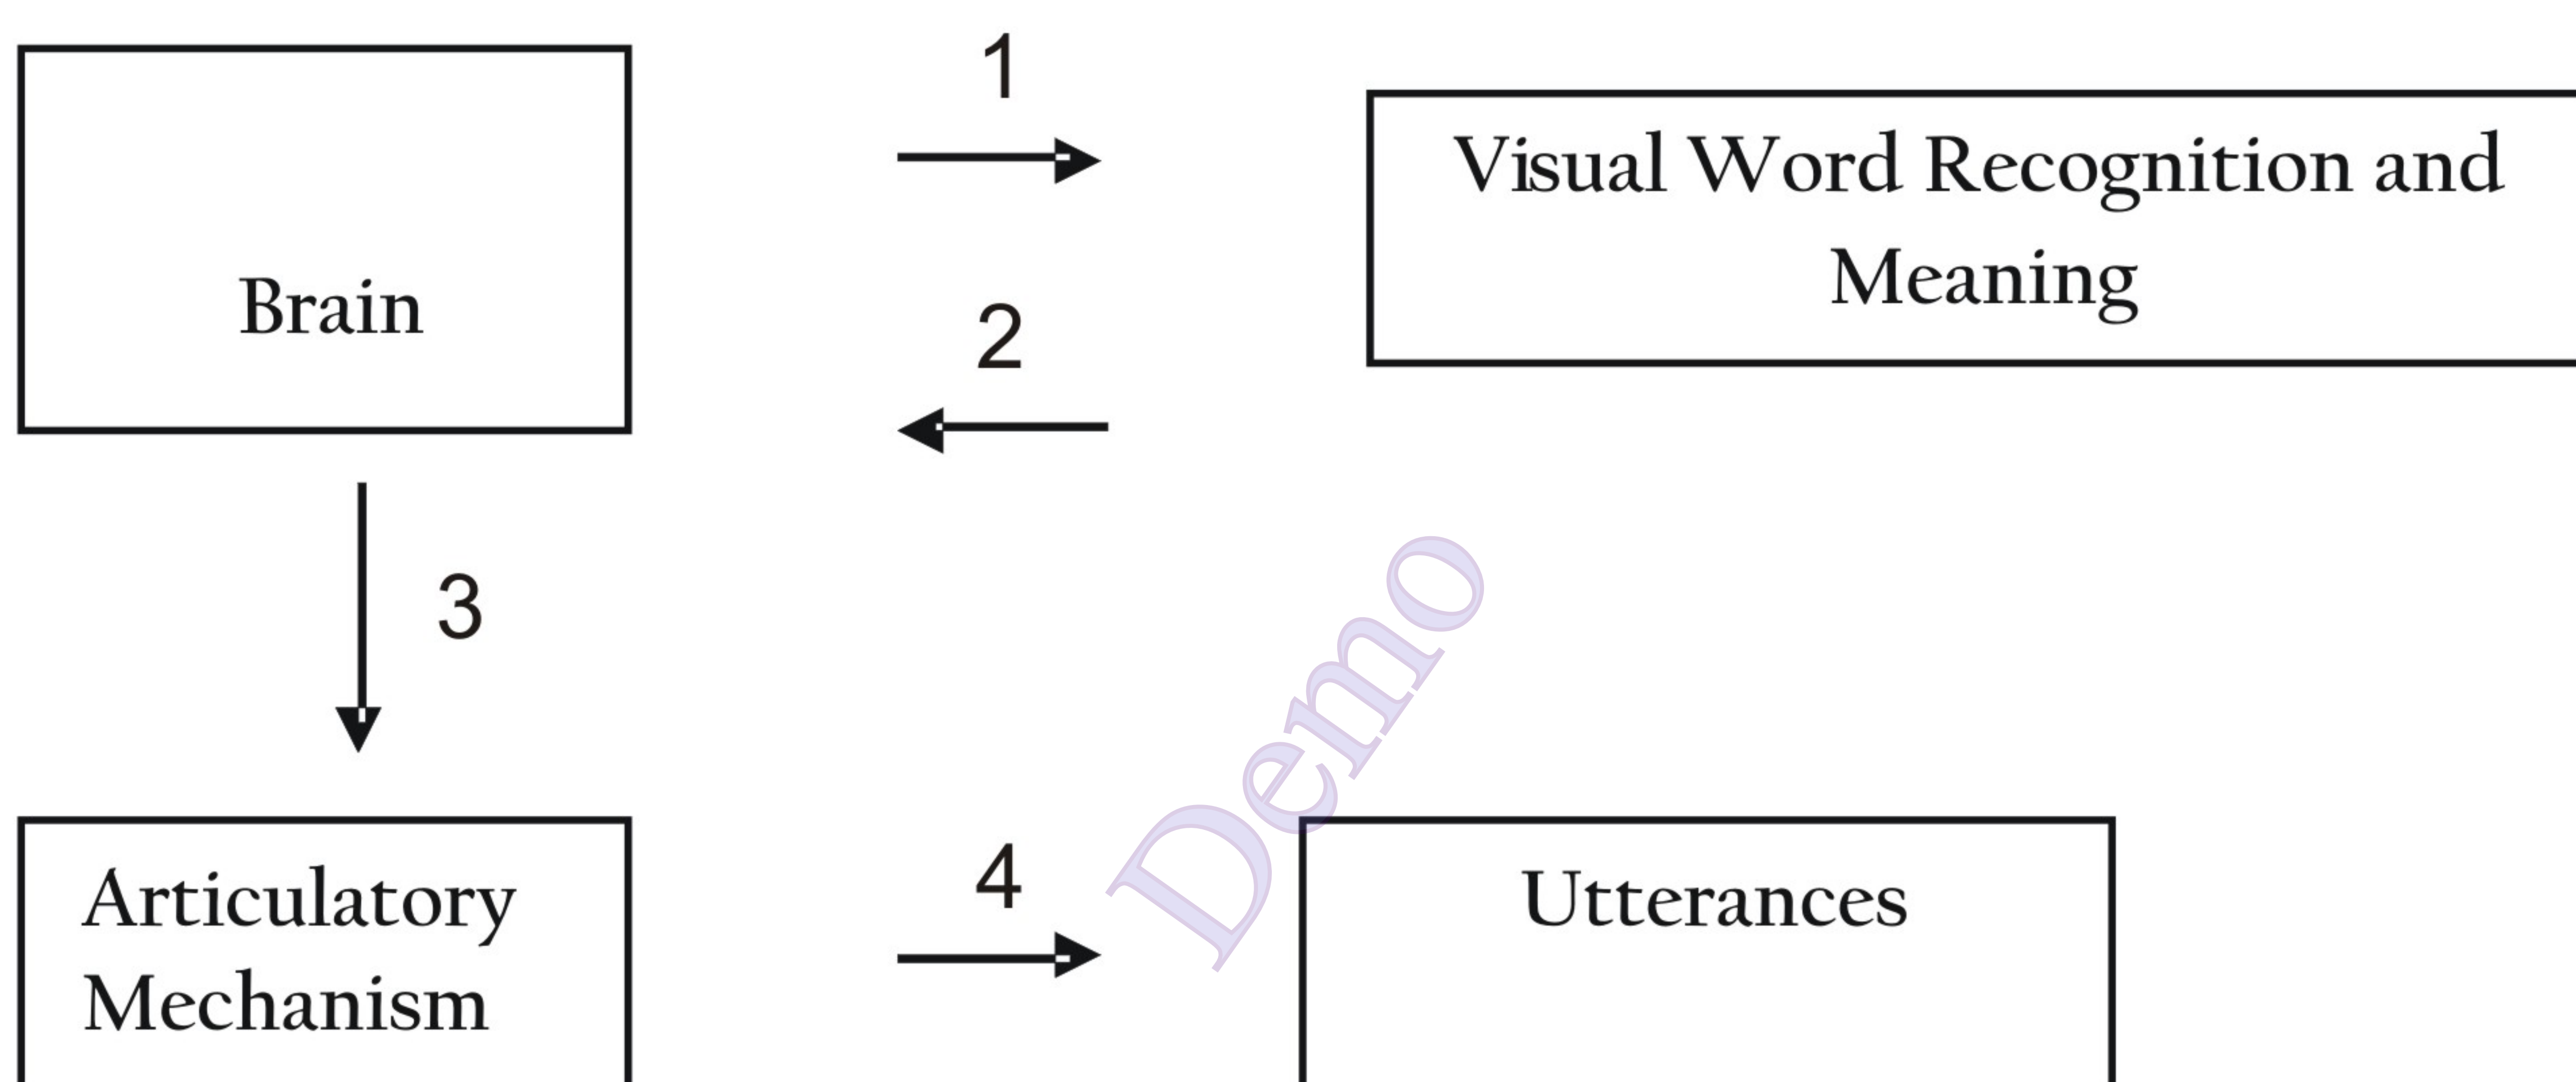 1
Visual Word Recognition and
Meaning
Brain
2
3
Demo
4
Articulatory
Mechanism
Utterances